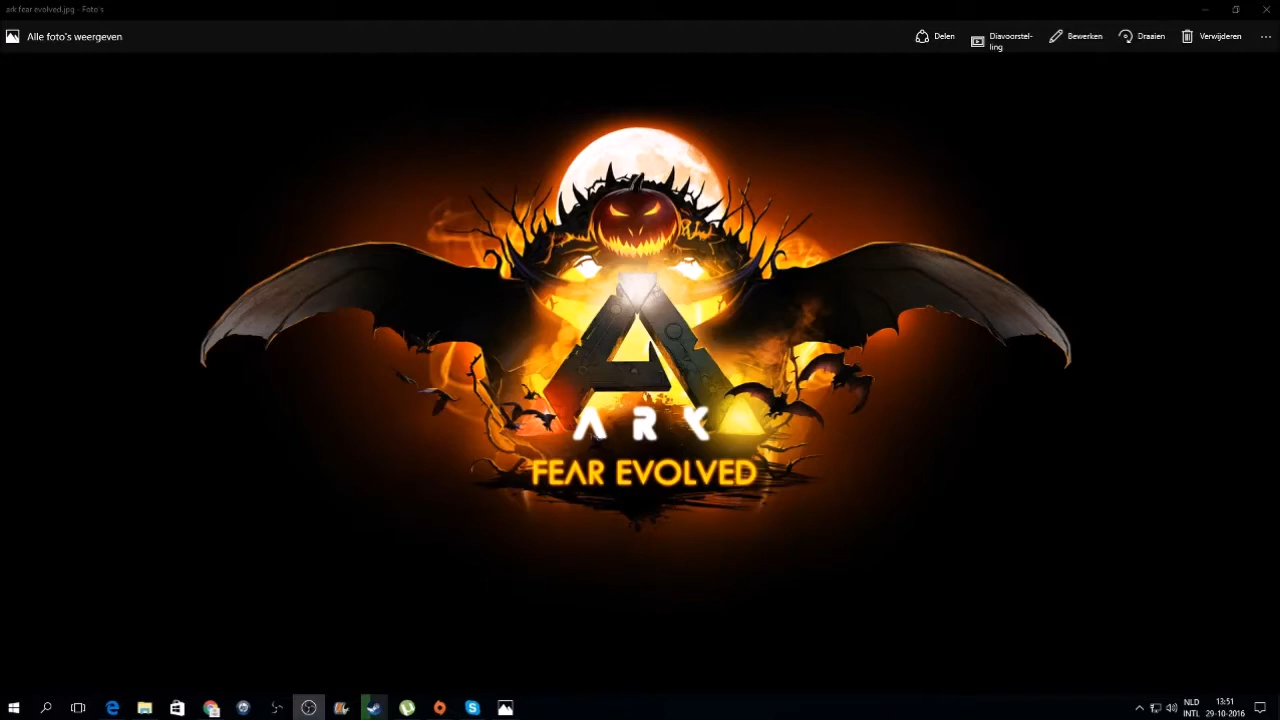 ark fear evolved.jpg - Foto's
Alle foto's weergeven
Delen
Diavoorstel-
ling
Bewerken
Draaien
Verwijderen
ARK
FEAR EVOLVED
NLD
INTL
13:51
29-10-2016